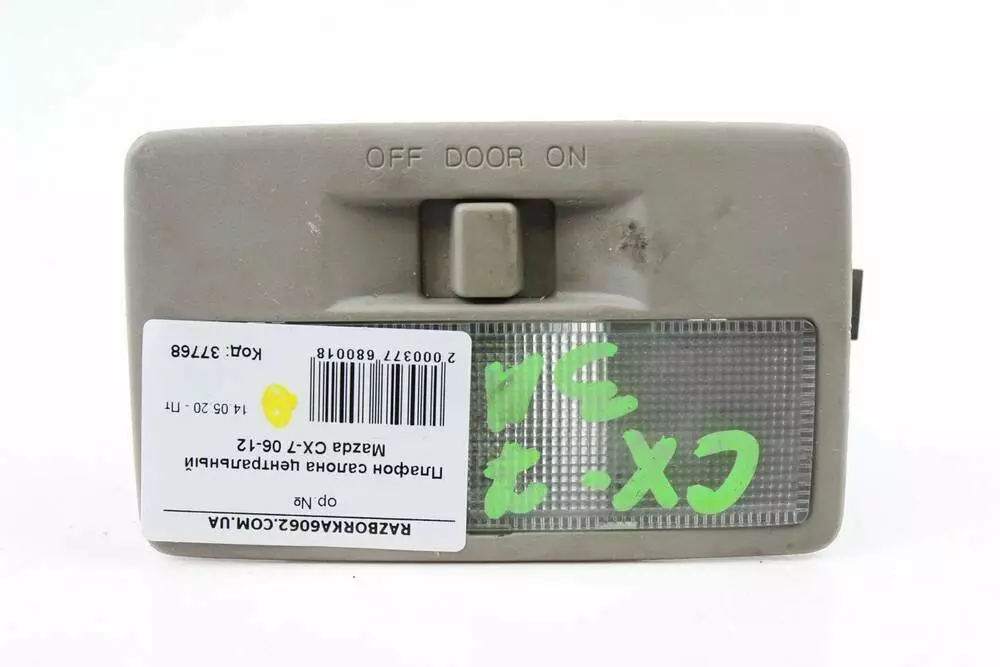 OFF DOOR ON
RAZBORKA6062.COM.UA
ор.№
Плафон салона центральный
Mazda CX-7 06-12
14.05.20 - Пт
2 000377 680018
Код: 37768
CX-7
ЗА